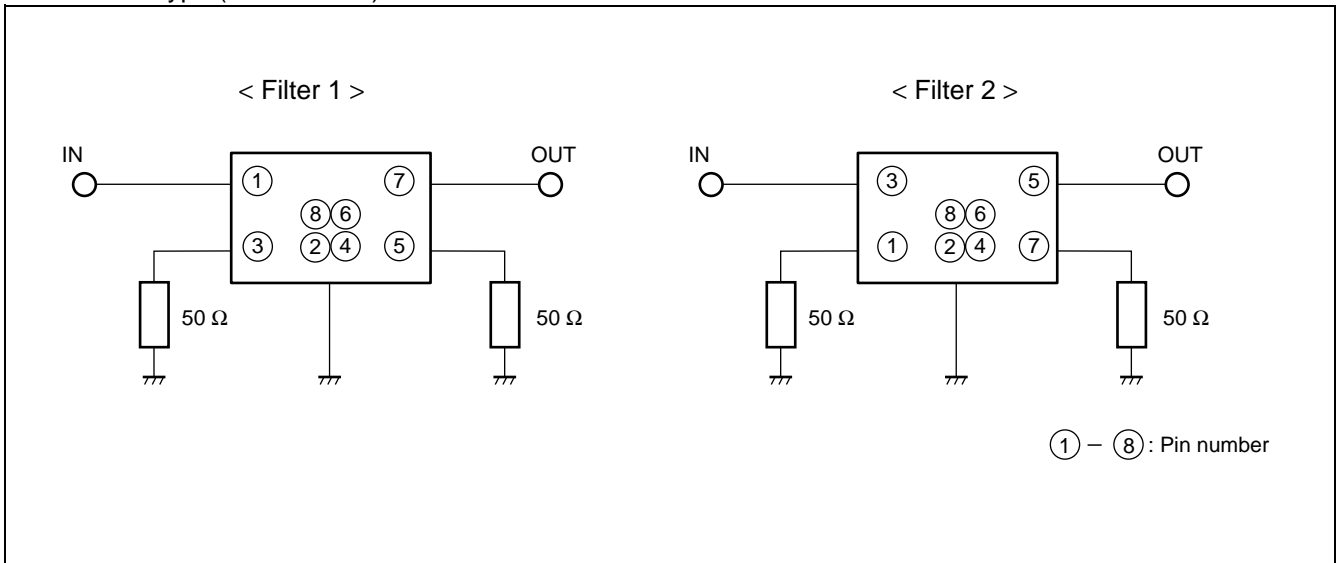 < Filter 1 >
IN
OUT
1 7
8 6
3 2 4 5
50 Ω
50 Ω
< Filter 2 >
IN
OUT
3 5
8 6
1 2 4 7
50 Ω
50 Ω
1 – 8 : Pin number